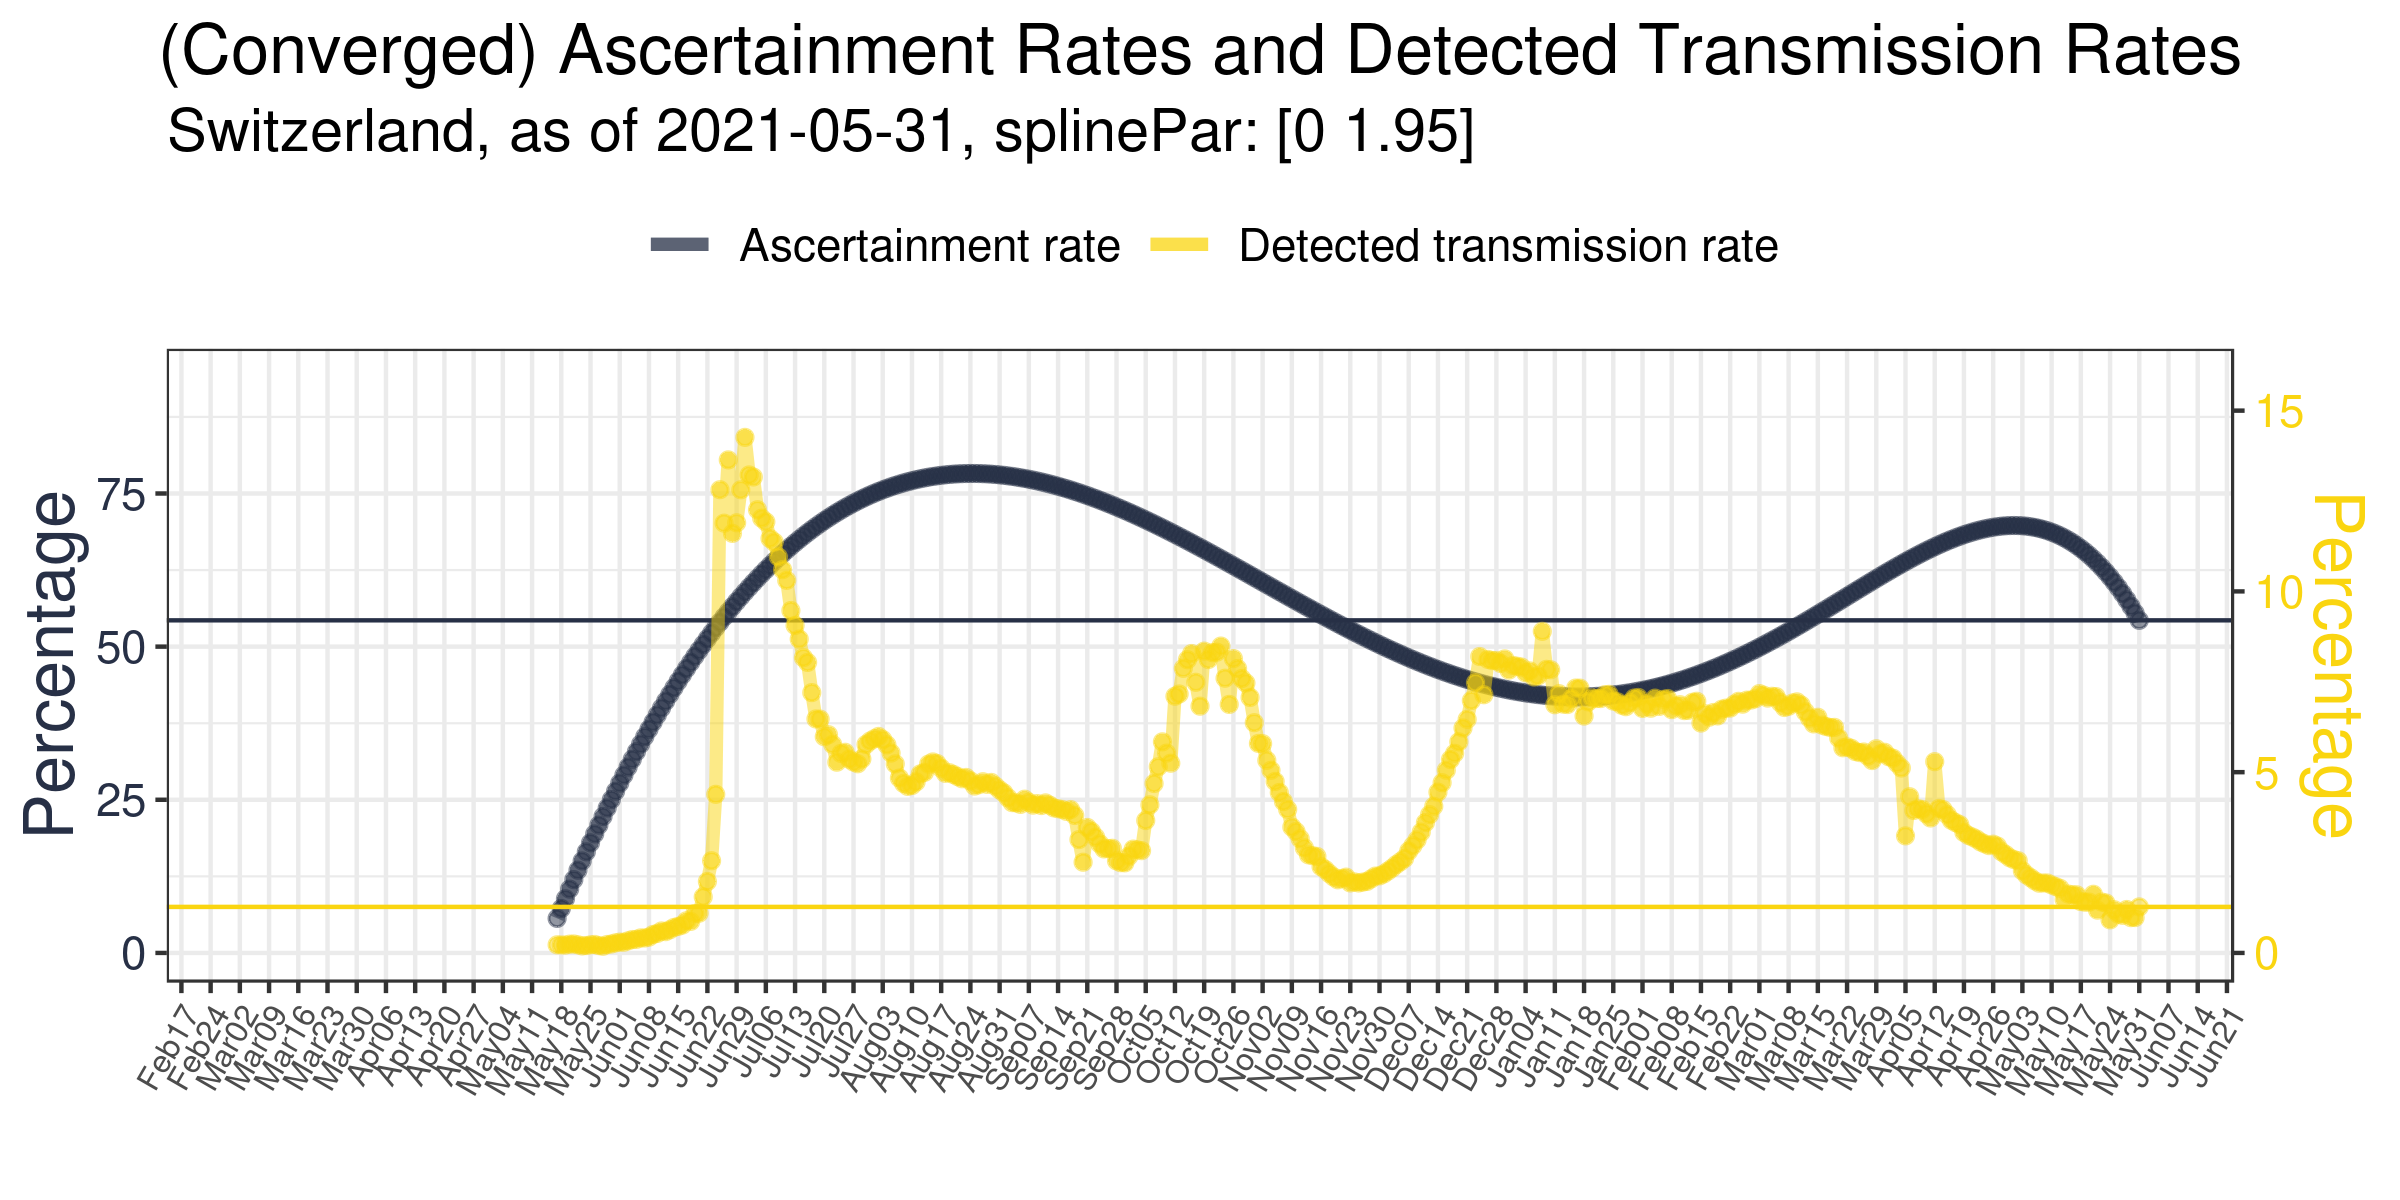 (Converged) Ascertainment Rates and Detected Transmission Rates
Switzerland, as of 2021-05-31, splinePar: [0 1.95]
Ascertainment rate Detected transmission rate
Percentage
75
50
25
0
15
10
5
0
Percentage
Feb17 Feb24 Mar02 Mar09 Mar16 Mar23 Mar30 Apr06 Apr13 Apr20 Apr27 May04 May11 May18 May25 Jun01 Jun08 Jun15 Jun22 Jun29 Jul06 Jul13 Jul20 Jul27 Aug03 Aug10 Aug17 Aug24 Aug31 Sep07 Sep14 Sep21 Sep28 Oct05 Oct12 Oct19 Oct26 Nov02 Nov09 Nov16 Nov23 Nov30 Dec07 Dec14 Dec21 Dec28 Jan04 Jan11 Jan18 Jan25 Feb01 Feb08 Feb15 Feb22 Mar01 Mar08 Mar15 Mar22 Mar29 Apr05 Apr12 Apr19 Apr26 May03 May10 May17 May24 May31 Jun07 Jun14 Jun21